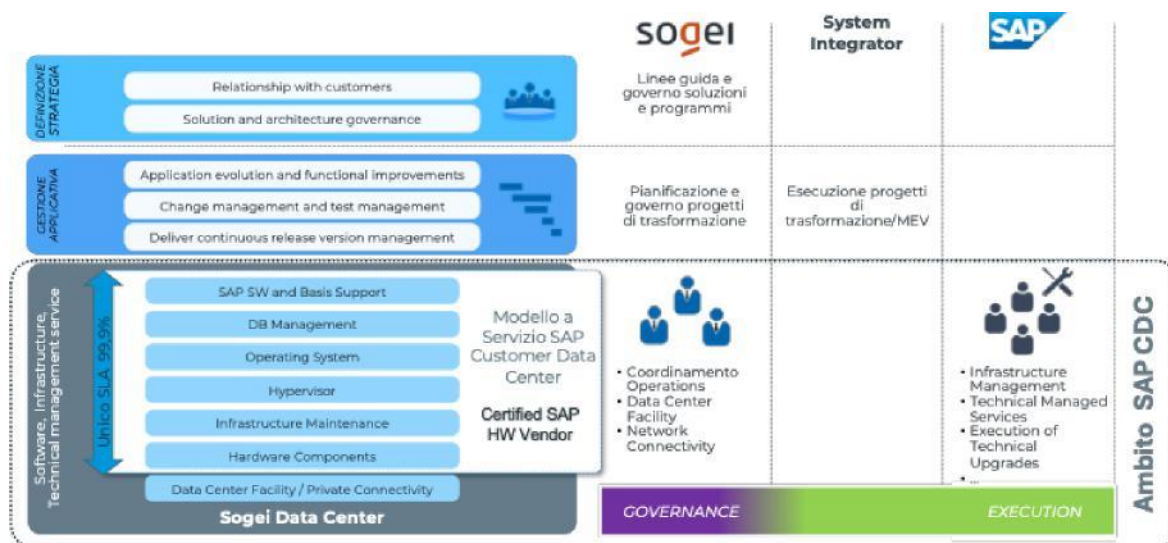 sogei
System
Integrator
SAP
DEFINIZIONE
STRATEGIA
Relationship with customers
Solution and architecture governance
Linee guida e
governo soluzioni
e programmi
GESTIONE
APPLICATIVA
Application evolution and functional improvements
Change management and test management
Deliver continuous release version management
Pianificazione e
governo progetti
di trasformazione
Esecuzione progetti
di
trasformazione/MEV
Software, Infrastructure,
Technical management service
Unico SLA 99,9%
SAP SW and Basis Support
DB Management
Operating System
Hypervisor
Infrastructure Maintenance
Hardware Components
Data Center Facility / Private Connectivity
Sogei Data Center
Modello a
Servizio SAP
Customer Data
Center
Certified SAP
HW Vendor
• Coordinamento
Operations
• Data Center
Facility
• Network
Connectivity
• Infrastructure
Management
• Technical Managed
Services
• Execution of
Technical
Upgrades
• ...
GOVERNANCE
EXECUTION
Ambito SAP CDC